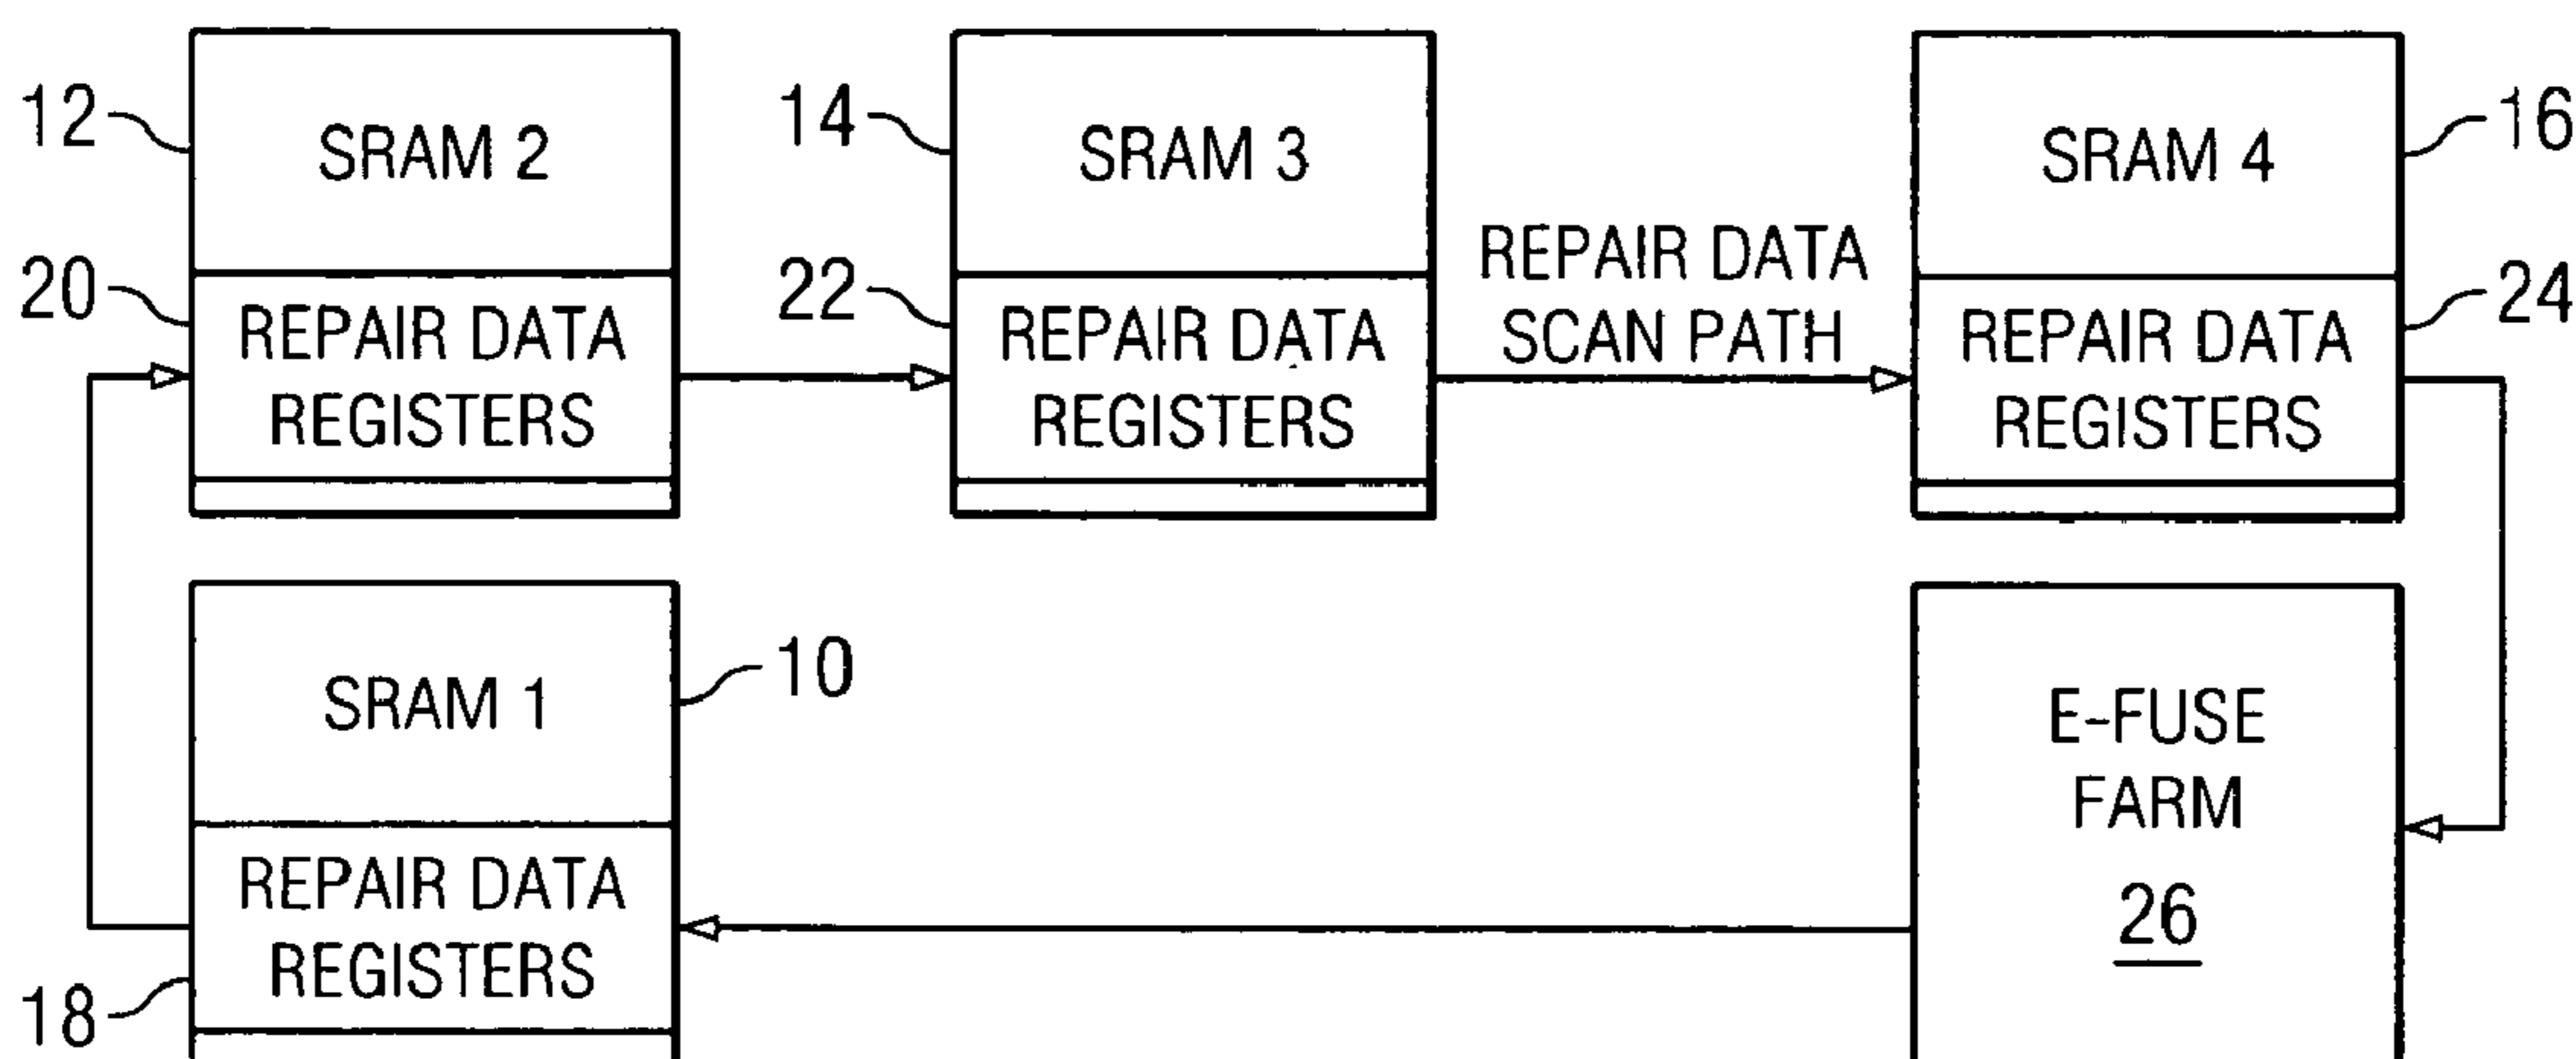 12
SRAM 2
14
SRAM 3
SRAM 4
16
20
REPAIR DATA
REGISTERS
22
REPAIR DATA
REGISTERS
REPAIR DATA
SCAN PATH
REPAIR DATA
REGISTERS
24
SRAM 1
10
REPAIR DATA
REGISTERS
18
E-FUSE
FARM
26